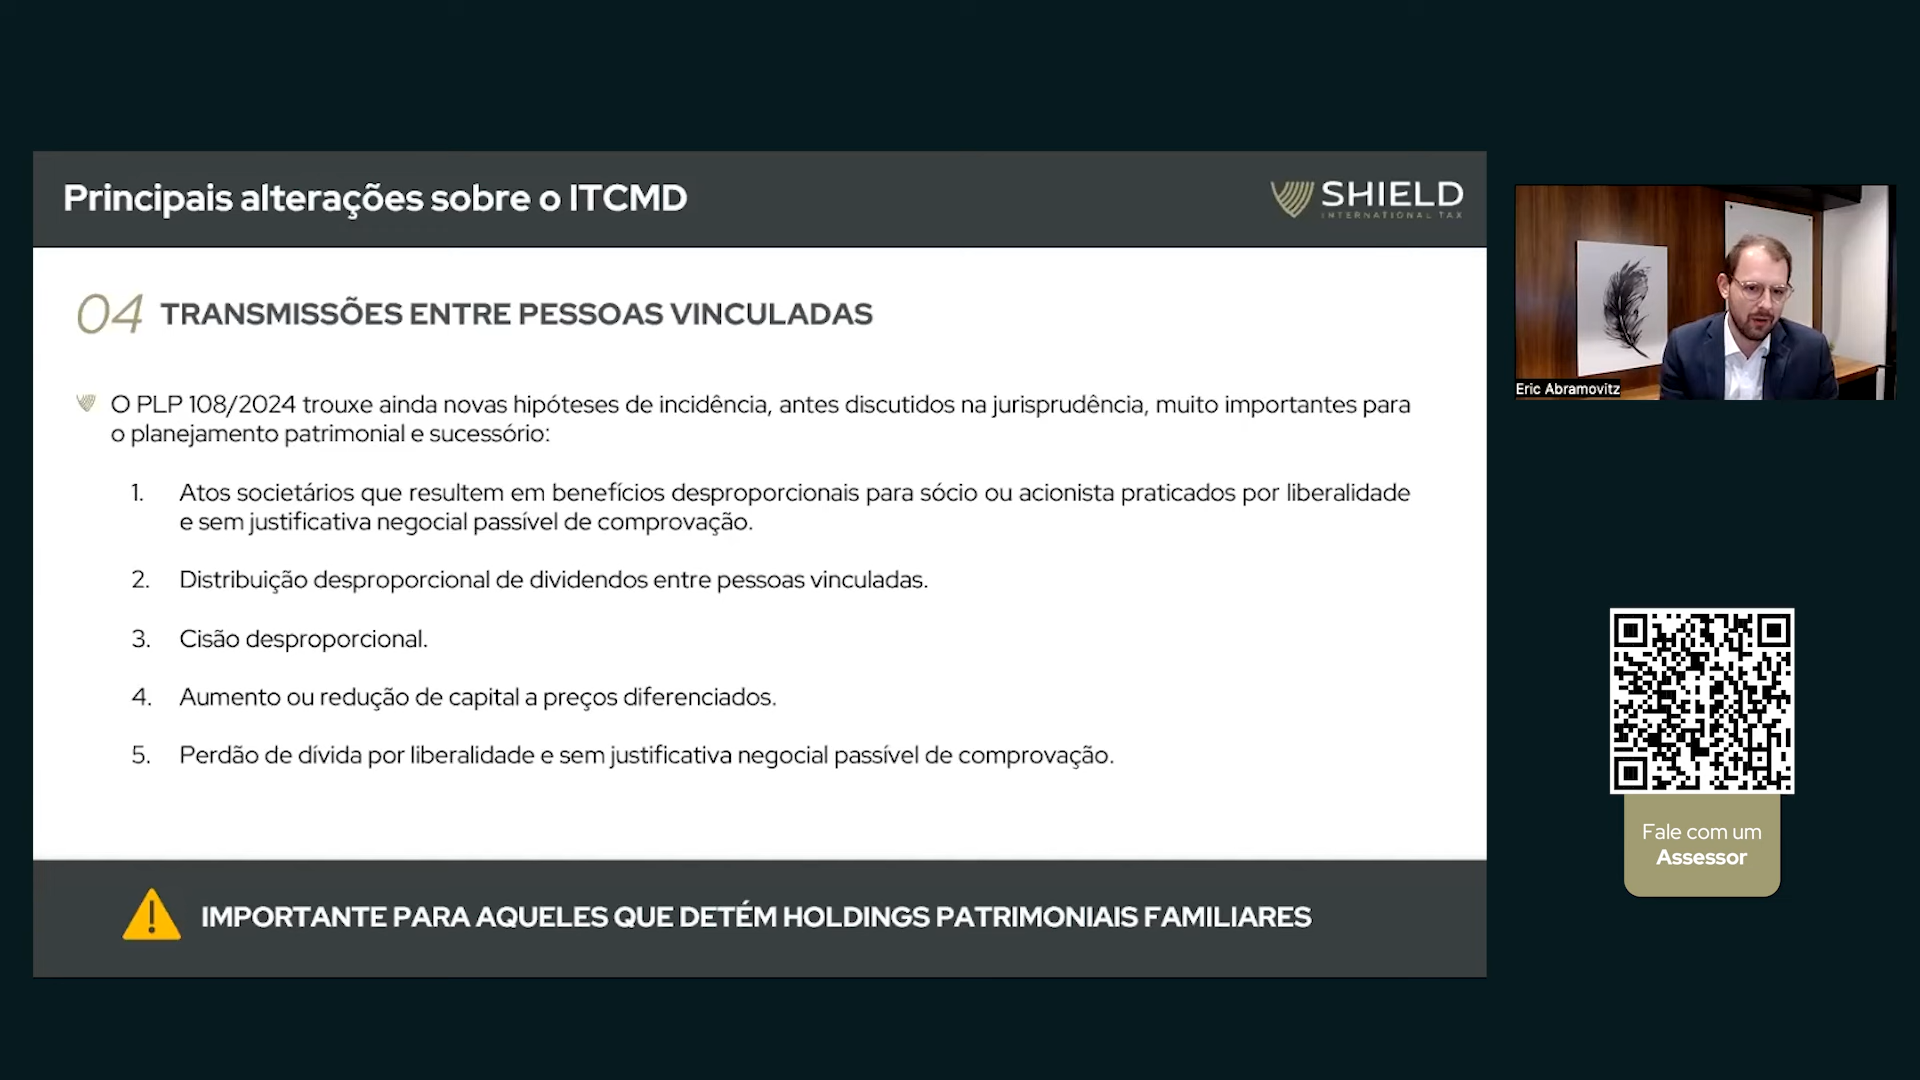 Principais alterações sobre o ITCMD
SHIELD
INTERNATIONAL TAX
04 TRANSMISSÕES ENTRE PESSOAS VINCULADAS
O PLP 108/2024 trouxe ainda novas hipóteses de incidência, antes discutidos na jurisprudência, muito importantes para
o planejamento patrimonial e sucessório:
1. Atos societários que resultem em benefícios desproporcionais para sócio ou acionista praticados por liberalidade
e sem justificativa negocial passível de comprovação.
2. Distribuição desproporcional de dividendos entre pessoas vinculadas.
3. Cisão desproporcional.
4. Aumento ou redução de capital a preços diferenciados.
5. Perdão de dívida por liberalidade e sem justificativa negocial passível de comprovação.
IMPORTANTE PARA AQUELES QUE DETÉM HOLDINGS PATRIMONIAIS FAMILIARES
Eric Abramovitz
Fale com um
Assessor